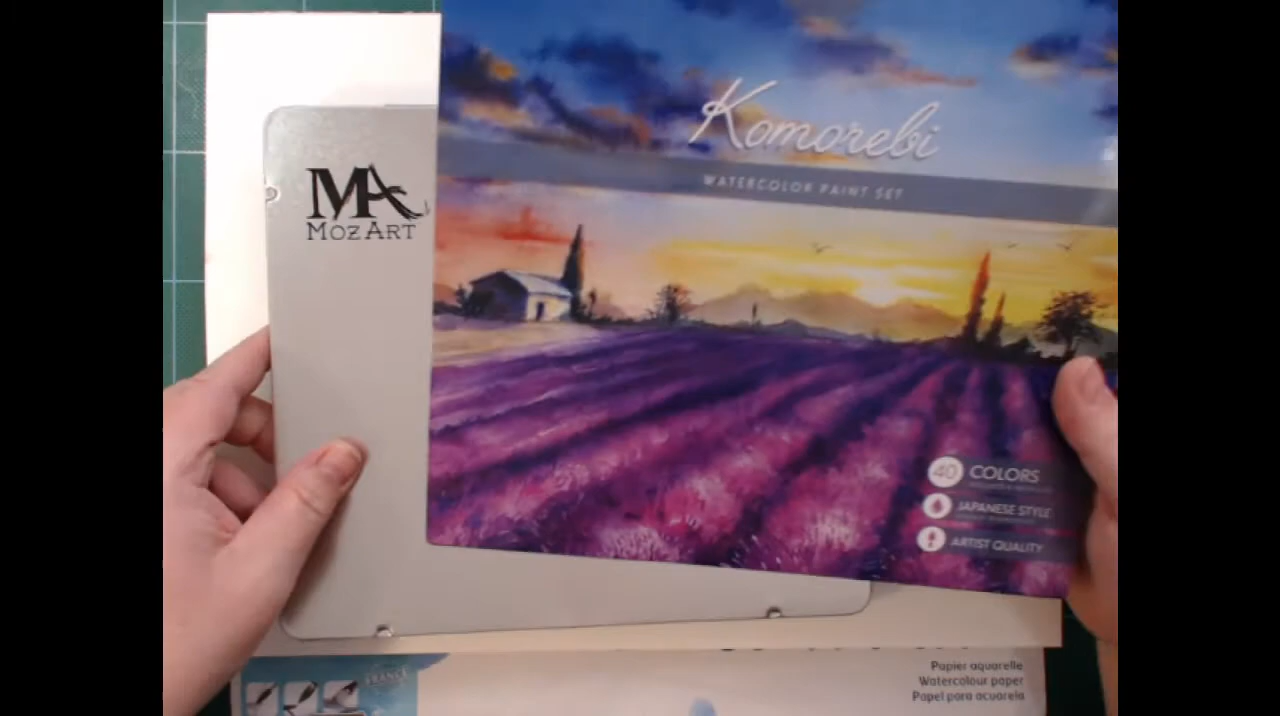 Komorebi
WATERCOLOR PAINT SET
MA
MOZART
40 COLORS
JAPANESE STYLE
ARTIST QUALITY
FRANCE
Papier aquarelle
Watercolour paper
Papel para acuarela